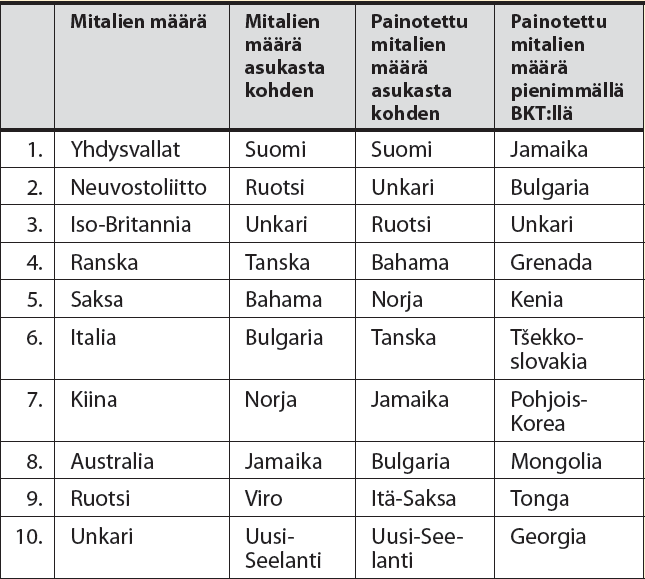 Mitalien määrä
Mitalien
määrä
asukasta
kohden
Painotettu
mitalien
määrä
asukasta
kohden
Painotettu
mitalien
määrä
pienimmällä
BKT:llä
1. Yhdysvallat Suomi Suomi Jamaika
2. Neuvostoliitto Ruotsi Unkari Bulgaria
3. Iso-Britannia Unkari Ruotsi Unkari
4. Ranska Tanska Bahama Grenada
5. Saksa Bahama Norja Kenia
6. Italia Bulgaria Tanska Tšekko-
slovakia
7. Kiina Norja Jamaika Pohjois-
Korea
8. Australia Jamaika Bulgaria Mongolia
9. Ruotsi Viro Itä-Saksa Tonga
10. Unkari Uusi- Uusi-See- Georgia
Seelanti lanti